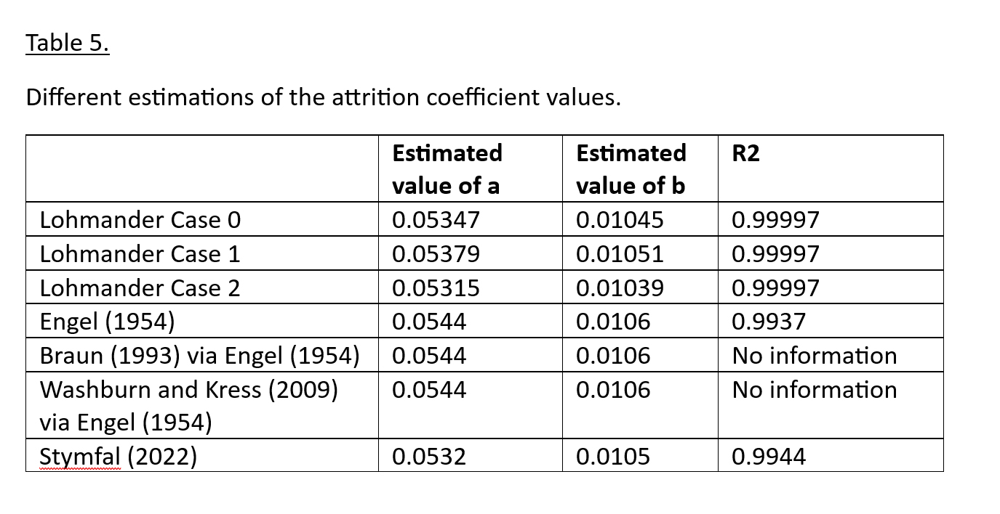 Table 5.
Different estimations of the attrition coefficient values.
Estimated value of a Estimated value of b R2
Lohmander Case 0 0.05347 0.01045 0.99997
Lohmander Case 1 0.05379 0.01051 0.99997
Lohmander Case 2 0.05315 0.01039 0.99997
Engel (1954) 0.0544 0.0106 0.9937
Braun (1993) via Engel (1954) 0.0544 0.0106 No information
Washburn and Kress (2009) via Engel (1954) 0.0544 0.0106 No information
Stymfal (2022) 0.0532 0.0105 0.9944